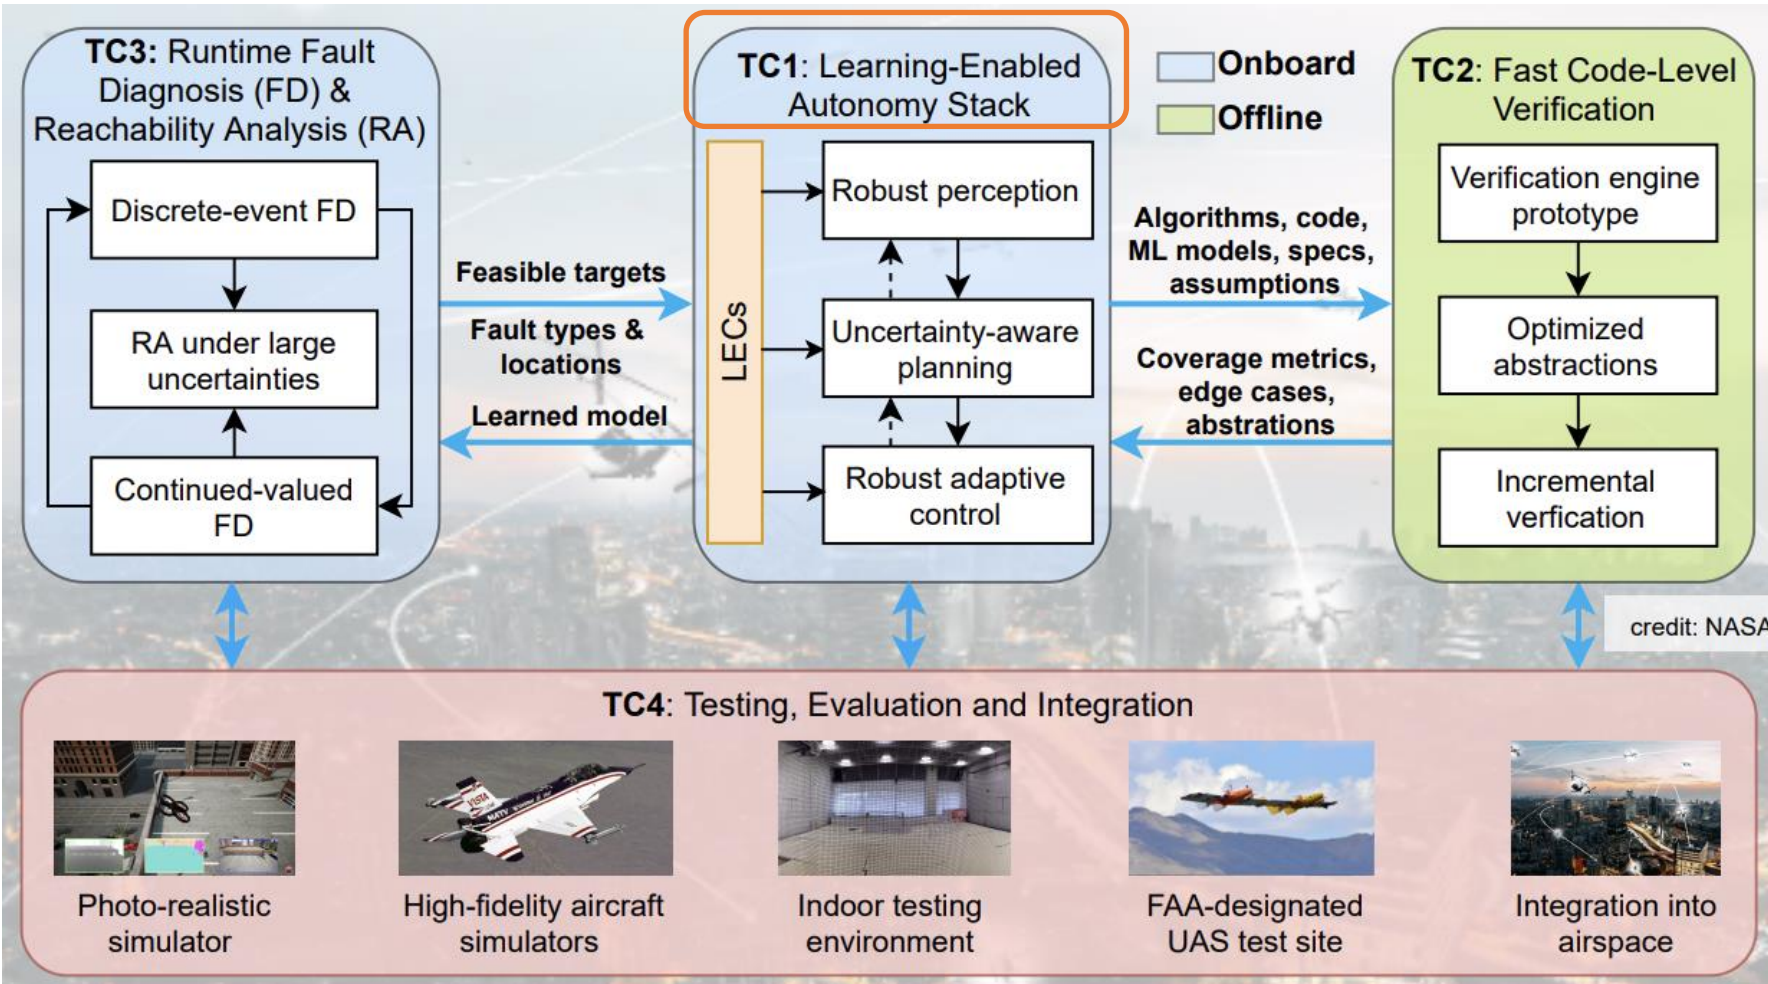 TC3: Runtime Fault
Diagnosis (FD) &
Reachability Analysis (RA)
Discrete-event FD
RA under large
uncertainties
Continued-valued
FD
Feasible targets
Fault types &
locations
Learned model
TC1: Learning-Enabled
Autonomy Stack
LECs
Robust perception
Uncertainty-aware
planning
Robust adaptive
control
Onboard
Offline
Algorithms, code,
ML models, specs,
assumptions
Coverage metrics,
edge cases,
abstrations
TC2: Fast Code-Level
Verification
Verification engine
prototype
Optimized
abstractions
Incremental
verfication
credit: NASA
TC4: Testing, Evaluation and Integration
VISTA
Photo-realistic
simulator
High-fidelity aircraft
simulators
Indoor testing
environment
FAA-designated
UAS test site
Integration into
airspace